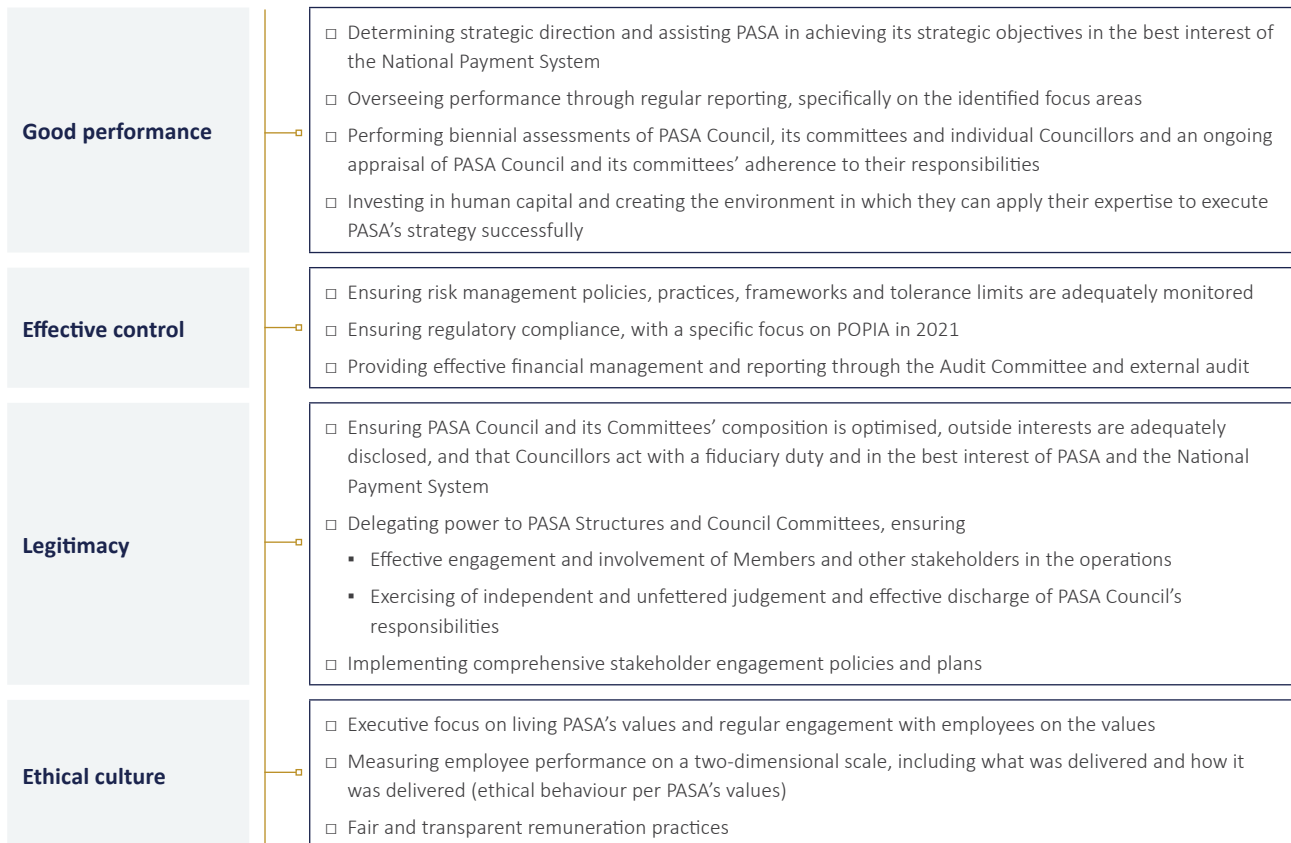 Good performance
□ Determining strategic direction and assisting PASA in achieving its strategic objectives in the best interest of
the National Payment System
□ Overseeing performance through regular reporting, specifically on the identified focus areas
□ Performing biennial assessments of PASA Council, its committees and individual Councillors and an ongoing
appraisal of PASA Council and its committees’ adherence to their responsibilities
□ Investing in human capital and creating the environment in which they can apply their expertise to execute
PASA’s strategy successfully
Effective control
□ Ensuring risk management policies, practices, frameworks and tolerance limits are adequately monitored
□ Ensuring regulatory compliance, with a specific focus on POPIA in 2021
□ Providing effective financial management and reporting through the Audit Committee and external audit
Legitimacy
□ Ensuring PASA Council and its Committees’ composition is optimised, outside interests are adequately
disclosed, and that Councillors act with a fiduciary duty and in the best interest of PASA and the National
Payment System
□ Delegating power to PASA Structures and Council Committees, ensuring
▪ Effective engagement and involvement of Members and other stakeholders in the operations
▪ Exercising of independent and unfettered judgement and effective discharge of PASA Council’s
responsibilities
□ Implementing comprehensive stakeholder engagement policies and plans
Ethical culture
□ Executive focus on living PASA’s values and regular engagement with employees on the values
□ Measuring employee performance on a two-dimensional scale, including what was delivered and how it
was delivered (ethical behaviour per PASA’s values)
□ Fair and transparent remuneration practices